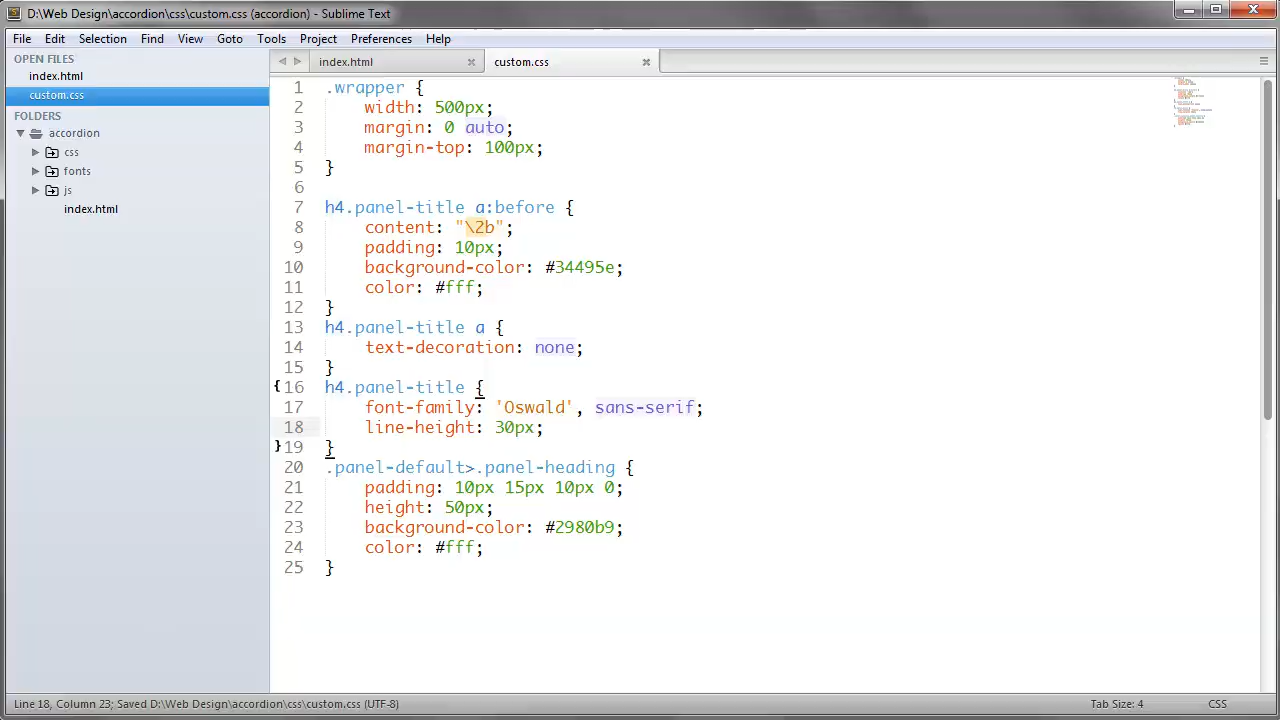 D:\Web Design\accordion\css\custom.css (accordion) - Sublime Text
File Edit Selection Find View Goto Tools Project Preferences Help
OPEN FILES
index.html
custom.css
FOLDERS
accordion
css
fonts
js
index.html
index.html custom.css
1 .wrapper {
2 width: 500px;
3 margin: 0 auto;
4 margin-top: 100px;
5 }
6
7 h4.panel-title a:before {
8 content: "\2b";
9 padding: 10px;
10 background-color: #34495e;
11 color: #fff;
12 }
13 h4.panel-title a {
14 text-decoration: none;
15 }
16 h4.panel-title {
17 font-family: 'Oswald', sans-serif;
18 line-height: 30px;
19 }
20 .panel-default>.panel-heading {
21 padding: 10px 15px 10px 0;
22 height: 50px;
23 background-color: #2980b9;
24 color: #fff;
25 }
Line 18, Column 23; Saved D:\Web Design\accordion\css\custom.css (UTF-8) Tab Size: 4 CSS